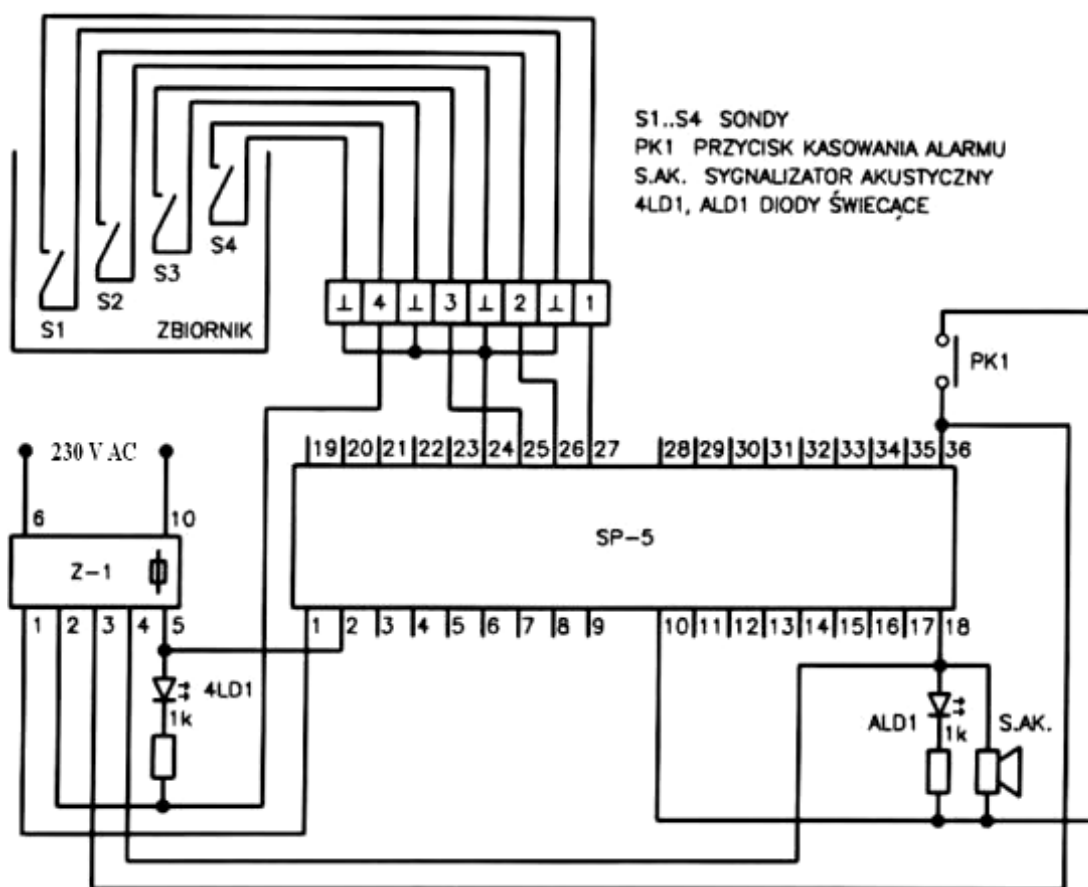 S1..S4 SONDY
PK1 PRZYCISK KASOWANIA ALARMU
S.AK. SYGNALIZATOR AKUSTYCZNY
4LD1, ALD1 DIODY ŚWIECĄCE
S4
S3
S2
S1
ZBIORNIK
⊥ 4 ⊥ 3 ⊥ 2 ⊥ 1
PK1
230 V AC
19 20 21 22 23 24 25 26 27 28 29 30 31 32 33 34 35 36
6 10
SP-5
Z-1
1 2 3 4 5
1 2 3 4 5 6 7 8 9 10 11 12 13 14 15 16 17 18
4LD1
1k
ALD1
1k
S.AK.